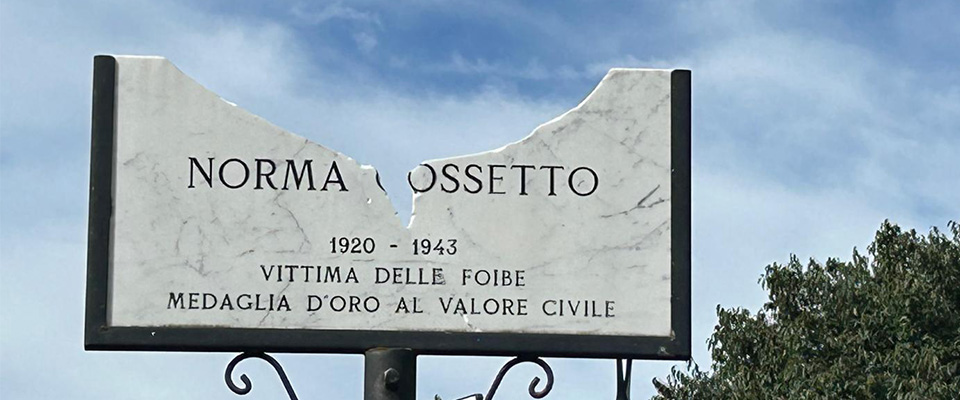 NORMA COSSETTO
1920 - 1943
VITTIMA DELLE FOIBE
MEDAGLIA D'ORO AL VALORE CIVILE